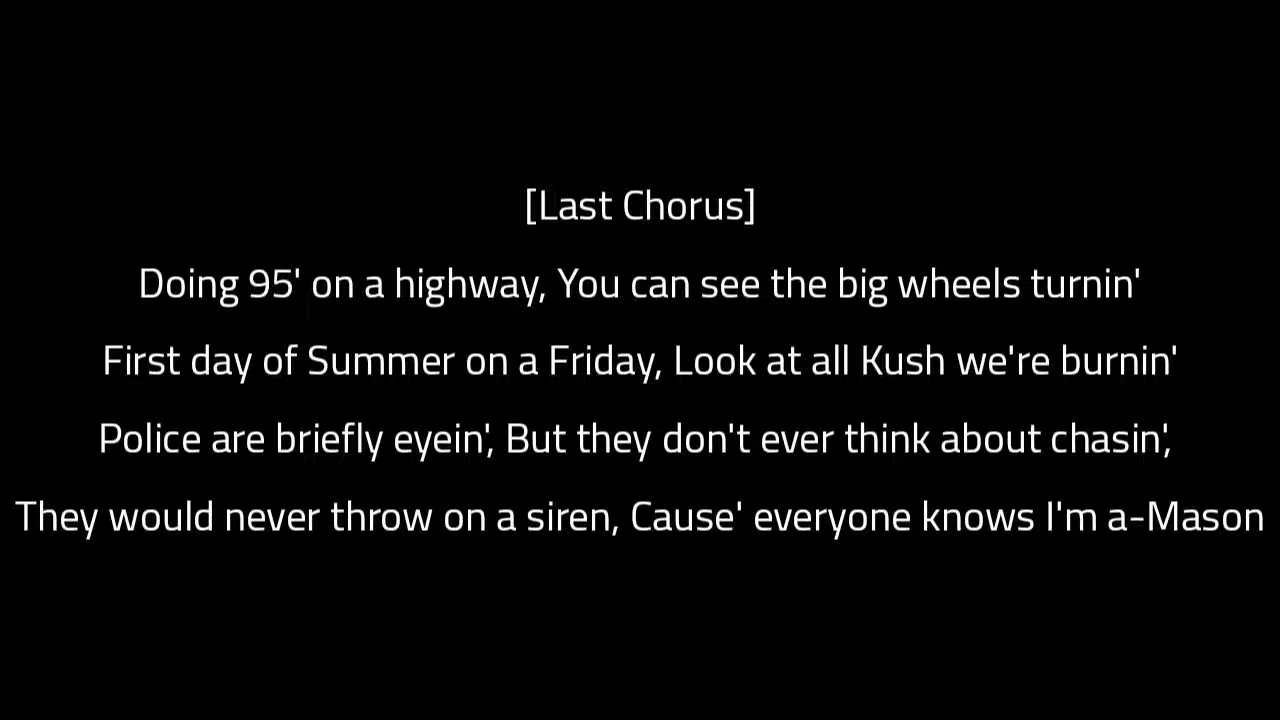 [Last Chorus]
Doing 95' on a highway, You can see the big wheels turnin'
First day of Summer on a Friday, Look at all Kush we're burnin'
Police are briefly eyein', But they don't ever think about chasin',
They would never throw on a siren, Cause' everyone knows I'm a-Mason